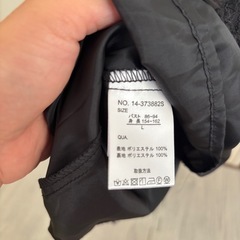 NO. 14-3738825
SIZE
バスト 86-94
身長 154-162
L
QUA.
表地 ポリエステル 100%
裏地 ポリエステル 100%
取扱方法